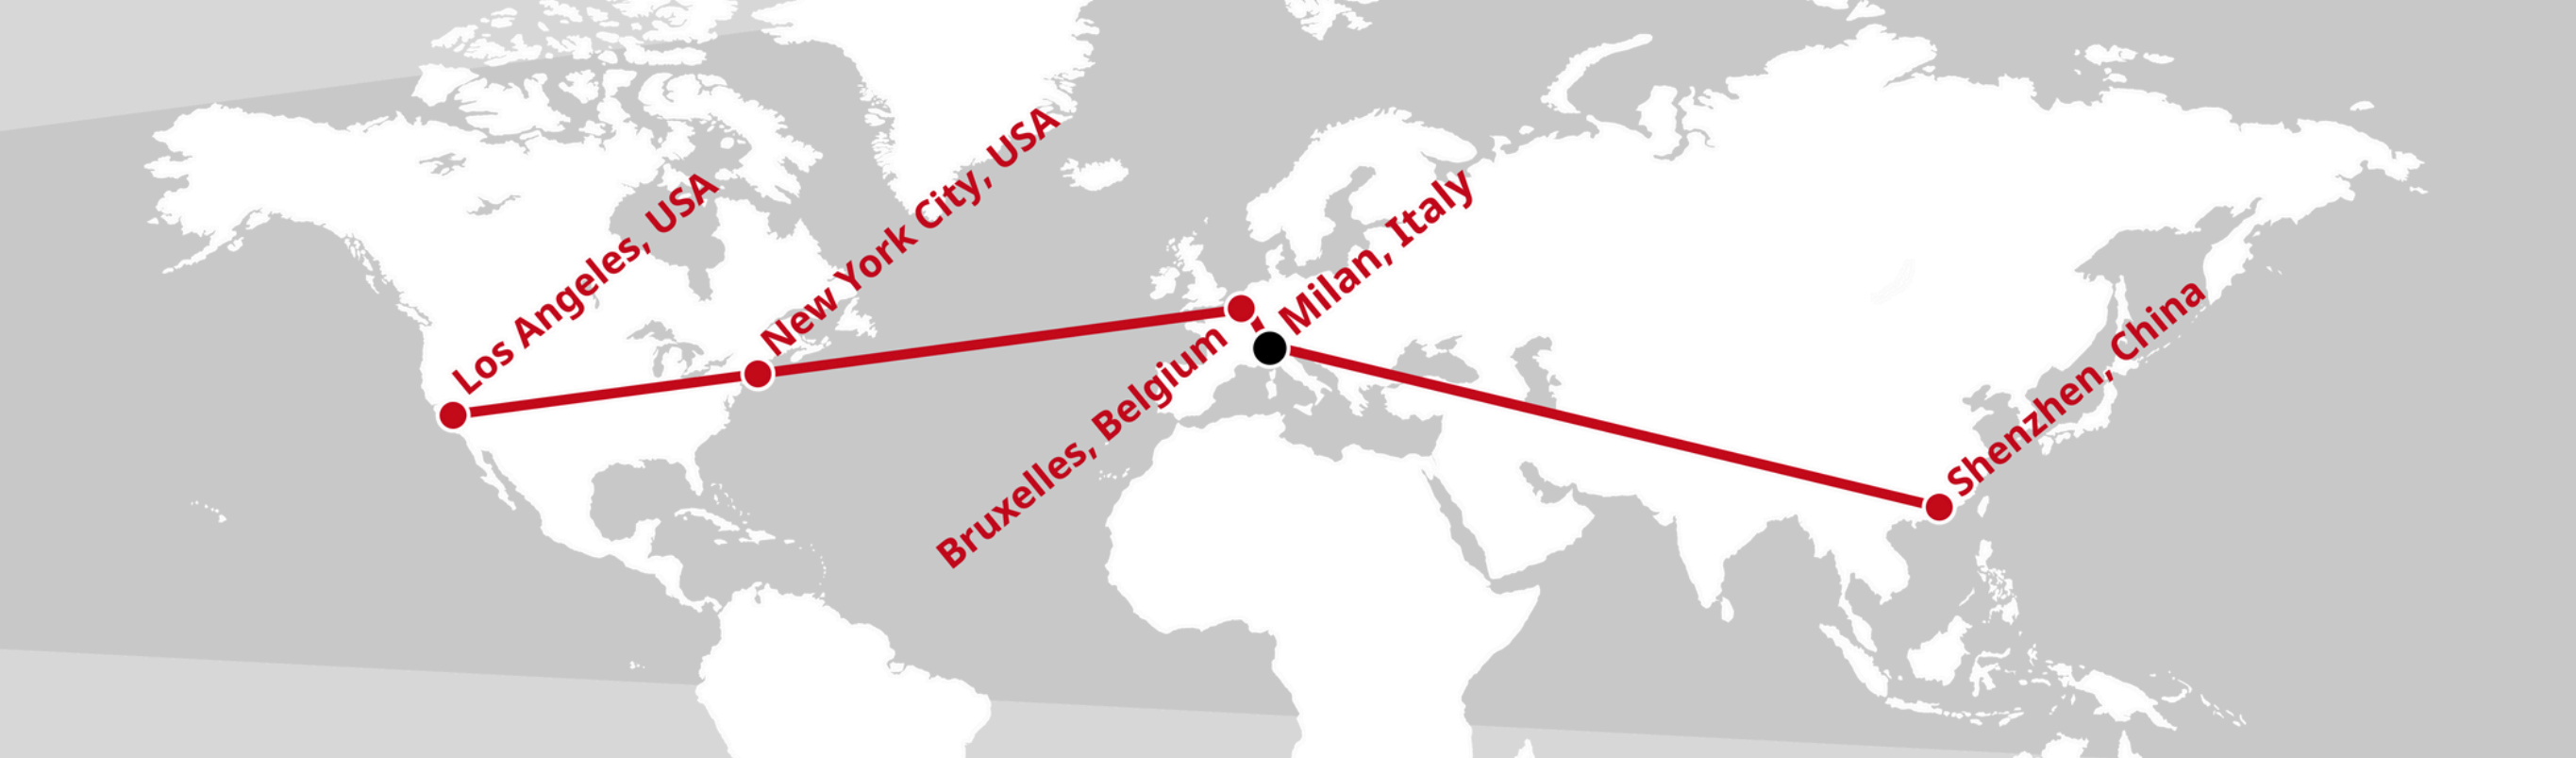 Los Angeles, USA
New York City, USA
Bruxelles, Belgium
Milan, Italy
Shenzhen, China